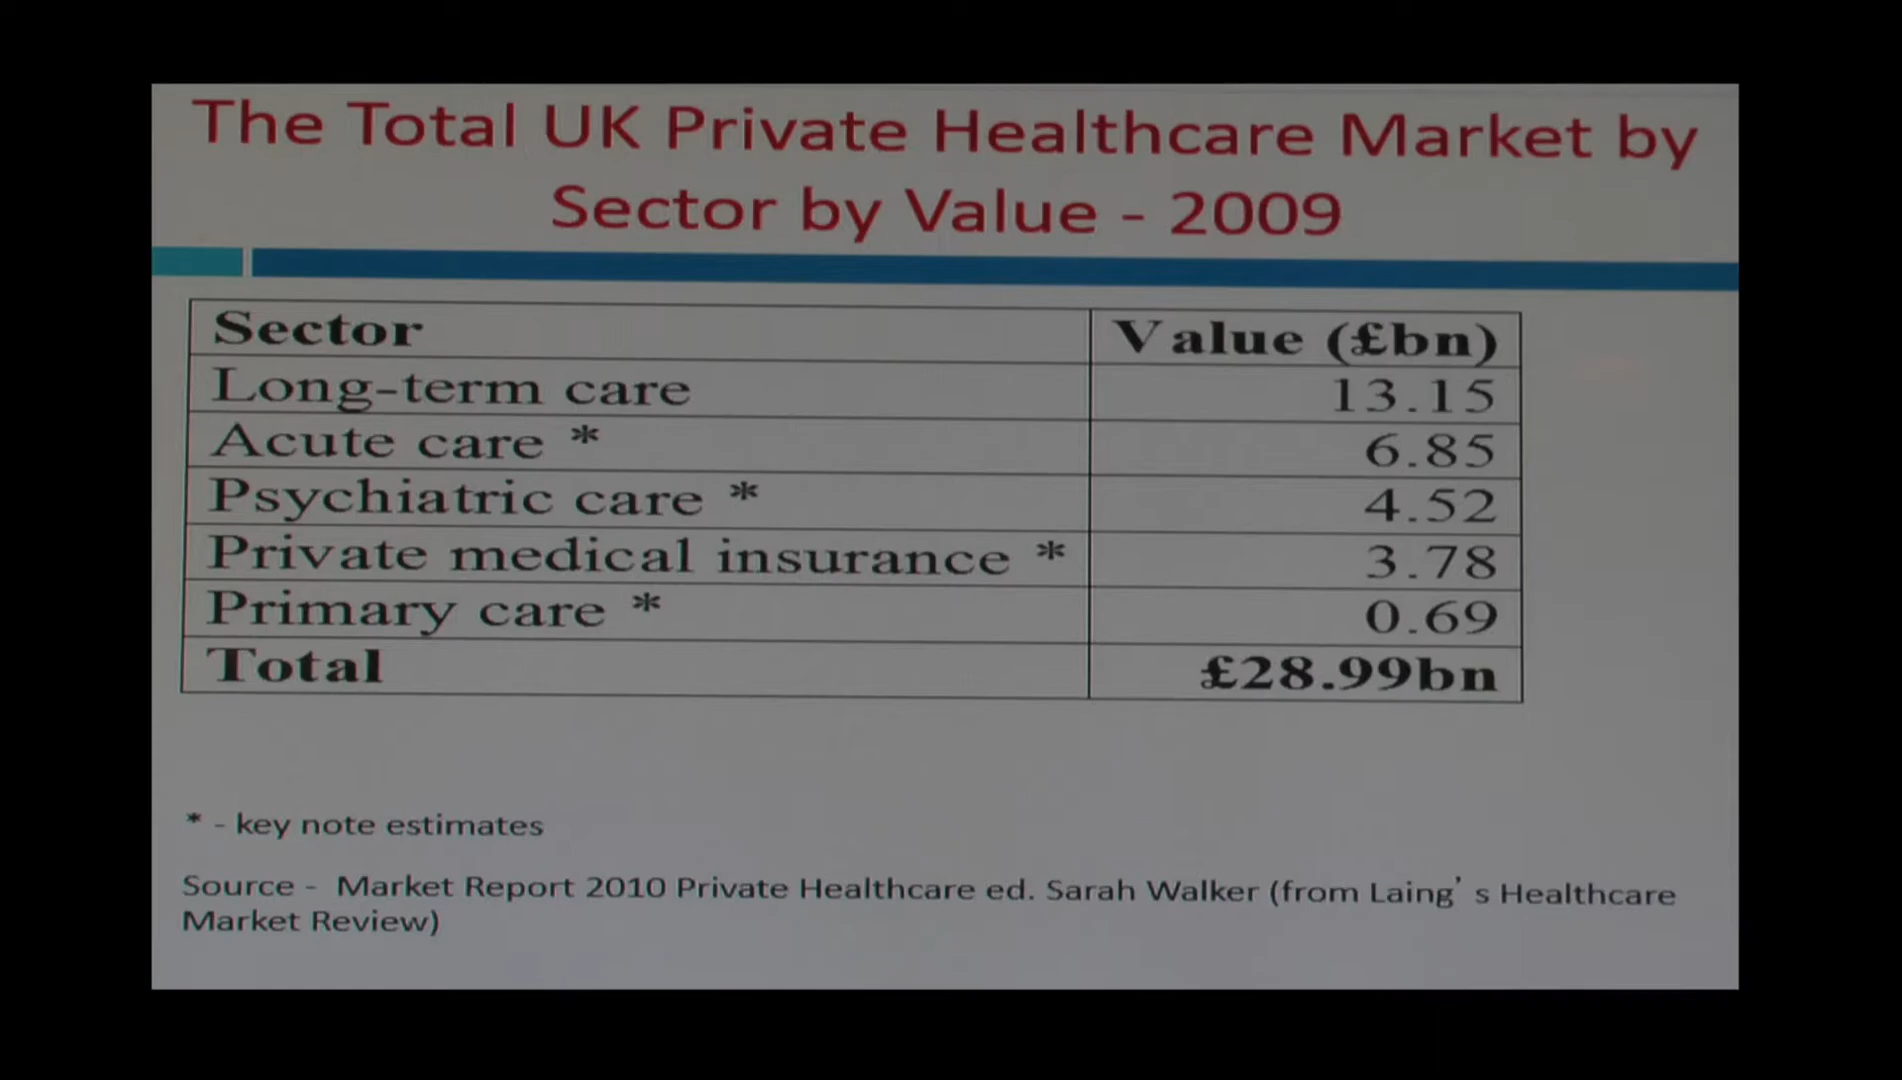 The Total UK Private Healthcare Market by
Sector by Value - 2009
Sector Value (£bn)
Long-term care 13.15
Acute care * 6.85
Psychiatric care * 4.52
Private medical insurance * 3.78
Primary care * 0.69
Total £28.99bn
* - key note estimates
Source - Market Report 2010 Private Healthcare ed. Sarah Walker (from Laing’ s Healthcare
Market Review)